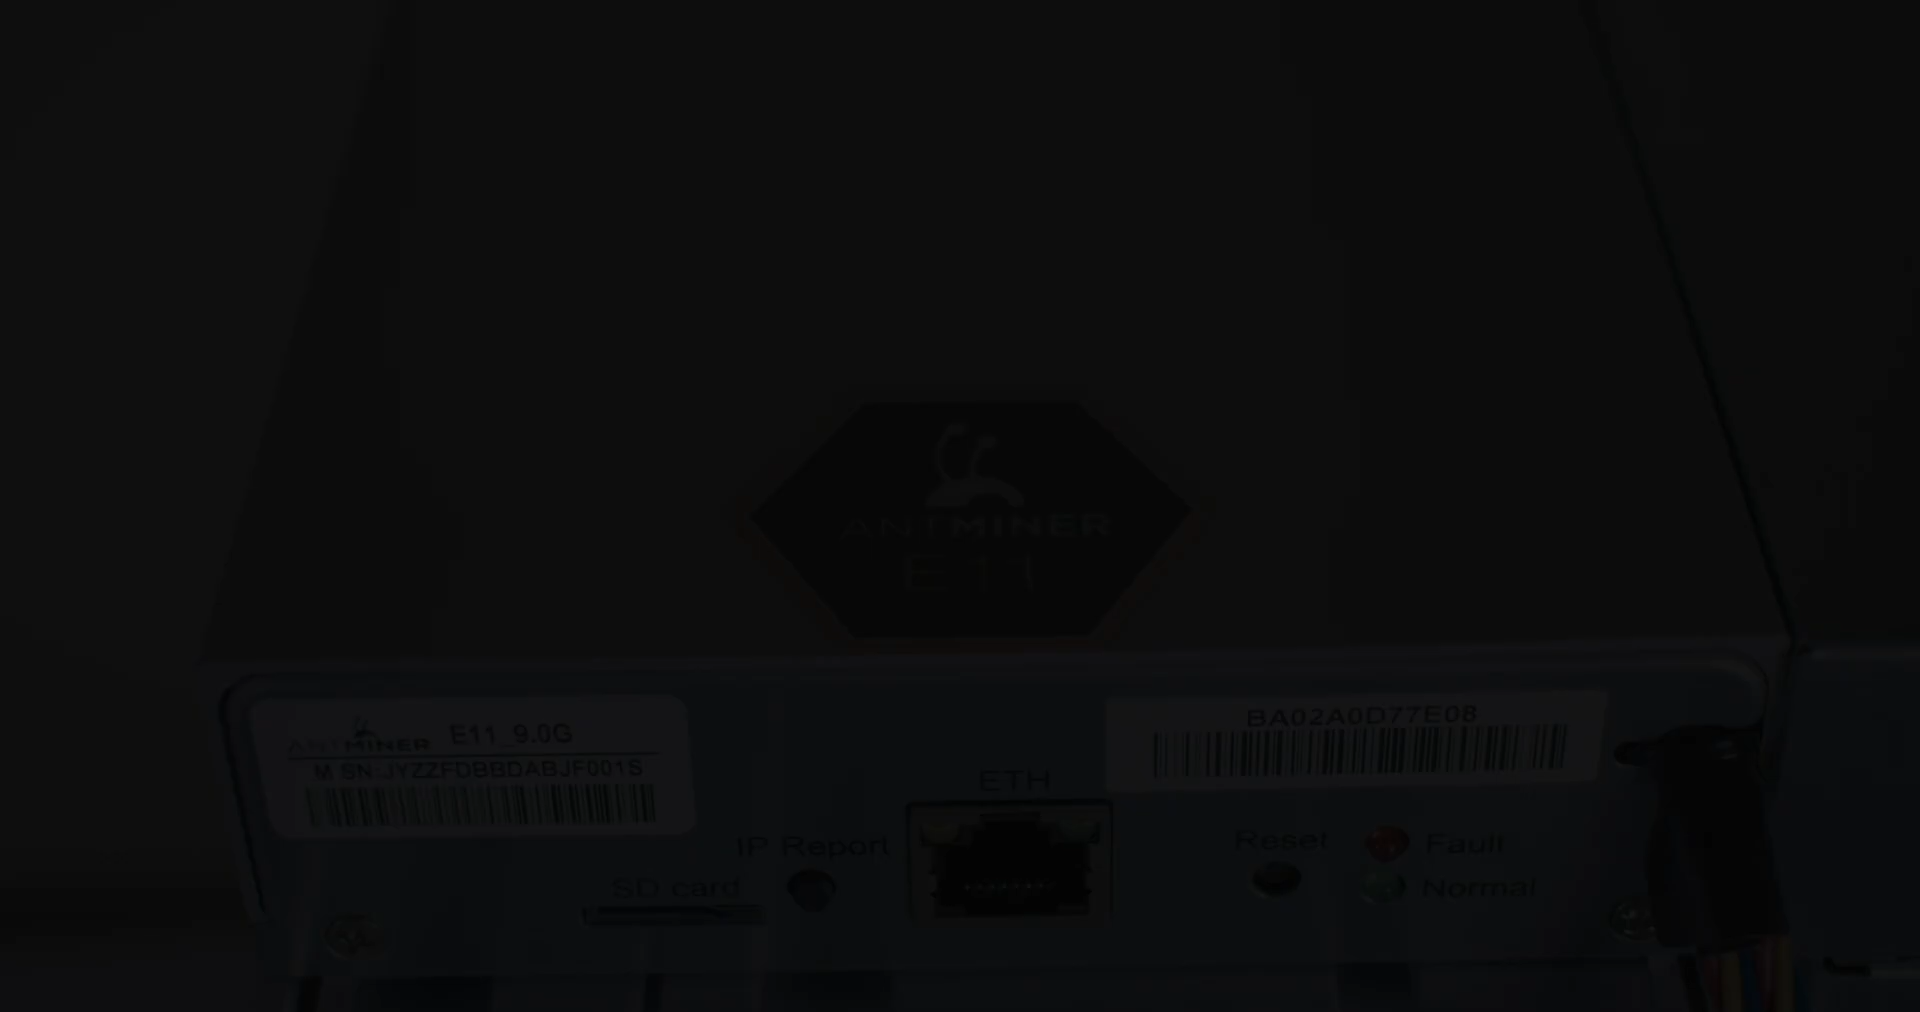 ANTMINER
E11
ANTMINER E11_9.0G
M SN:JYZZFDBBDABJF001S
BA02A0D77E08
ETH
IP Report
SD card
Reset
Fault
Normal